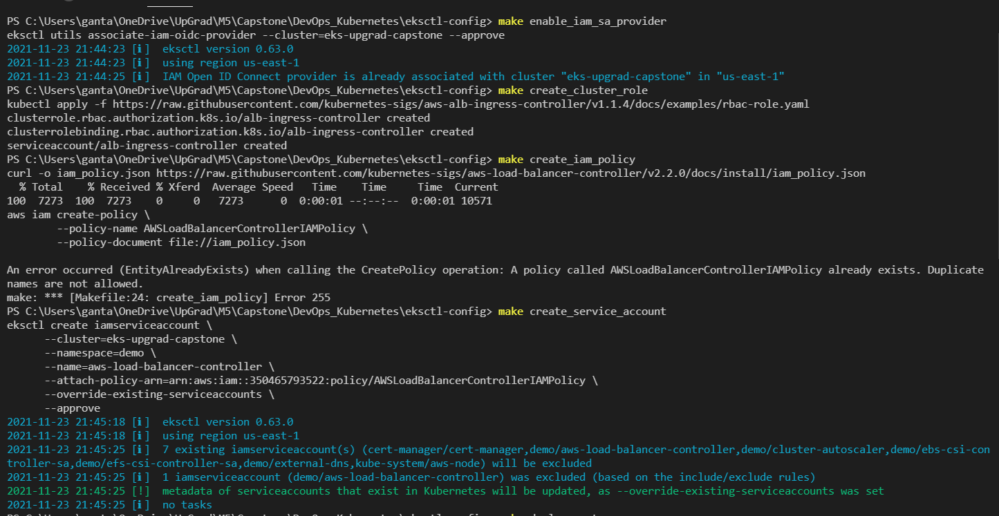 PS C:\Users\ganta\OneDrive\UpGrad\M5\Capstone\DevOps_Kubernetes\eksctl-config> make enable_iam_sa_provider
eksctl utils associate-iam-oidc-provider --cluster=eks-upgrad-capstone --approve
2021-11-23 21:44:23 [ℹ]  eksctl version 0.63.0
2021-11-23 21:44:23 [ℹ]  using region us-east-1
2021-11-23 21:44:25 [ℹ]  IAM Open ID Connect provider is already associated with cluster "eks-upgrad-capstone" in "us-east-1"
PS C:\Users\ganta\OneDrive\UpGrad\M5\Capstone\DevOps_Kubernetes\eksctl-config> make create_cluster_role
kubectl apply -f https://raw.githubusercontent.com/kubernetes-sigs/aws-alb-ingress-controller/v1.1.4/docs/examples/rbac-role.yaml
clusterrole.rbac.authorization.k8s.io/alb-ingress-controller created
clusterrolebinding.rbac.authorization.k8s.io/alb-ingress-controller created
serviceaccount/alb-ingress-controller created
PS C:\Users\ganta\OneDrive\UpGrad\M5\Capstone\DevOps_Kubernetes\eksctl-config> make create_iam_policy
curl -o iam_policy.json https://raw.githubusercontent.com/kubernetes-sigs/aws-load-balancer-controller/v2.2.0/docs/install/iam_policy.json
  % Total    % Received % Xferd  Average Speed   Time    Time     Time  Current
100  7273  100  7273    0     0   7273      0  0:00:01 --:--:--  0:00:01 10571
aws iam create-policy \
        --policy-name AWSLoadBalancerControllerIAMPolicy \
        --policy-document file://iam_policy.json
An error occurred (EntityAlreadyExists) when calling the CreatePolicy operation: A policy called AWSLoadBalancerControllerIAMPolicy already exists. Duplicate
names are not allowed.
make: *** [Makefile:24: create_iam_policy] Error 255
PS C:\Users\ganta\OneDrive\UpGrad\M5\Capstone\DevOps_Kubernetes\eksctl-config> make create_service_account
eksctl create iamserviceaccount \
      --cluster=eks-upgrad-capstone \
      --namespace=demo \
      --name=aws-load-balancer-controller \
      --attach-policy-arn=arn:aws:iam::350465793522:policy/AWSLoadBalancerControllerIAMPolicy \
      --override-existing-serviceaccounts \
      --approve
2021-11-23 21:45:18 [ℹ]  eksctl version 0.63.0
2021-11-23 21:45:18 [ℹ]  using region us-east-1
2021-11-23 21:45:25 [ℹ]  7 existing iamserviceaccount(s) (cert-manager/cert-manager,demo/aws-load-balancer-controller,demo/cluster-autoscaler,demo/ebs-csi-con
troller-sa,demo/efs-csi-controller-sa,demo/external-dns,kube-system/aws-node) will be excluded
2021-11-23 21:45:25 [ℹ]  1 iamserviceaccount (demo/aws-load-balancer-controller) was excluded (based on the include/exclude rules)
2021-11-23 21:45:25 [!]  metadata of serviceaccounts that exist in Kubernetes will be updated, as --override-existing-serviceaccounts was set
2021-11-23 21:45:25 [ℹ]  no tasks